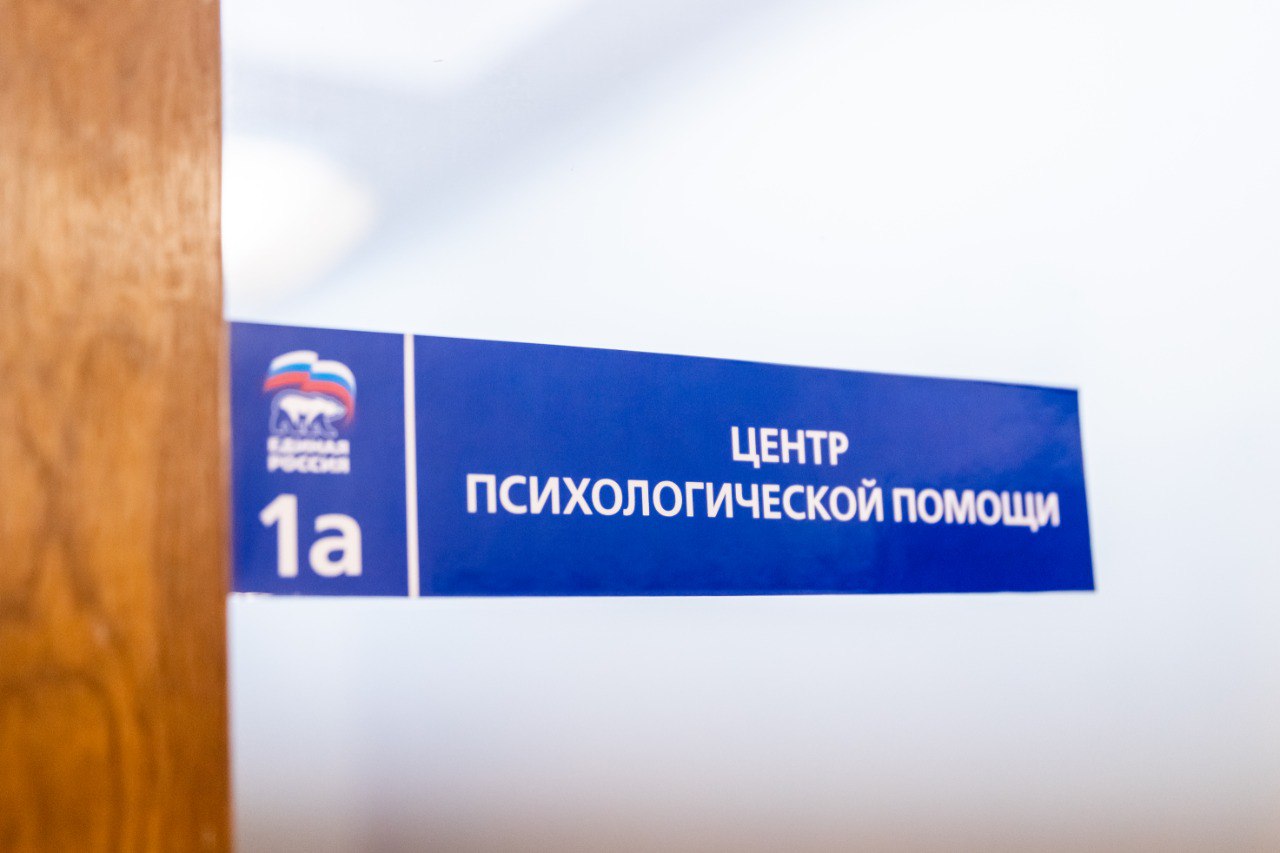 ЕДИНАЯ
РОССИЯ
1а
ЦЕНТР
ПСИХОЛОГИЧЕСКОЙ ПОМОЩИ